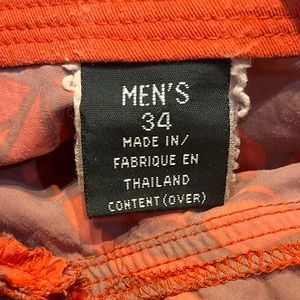 MEN'S
34
MADE IN/
FABRIQUE EN
THAILAND
CONTENT(OVER)